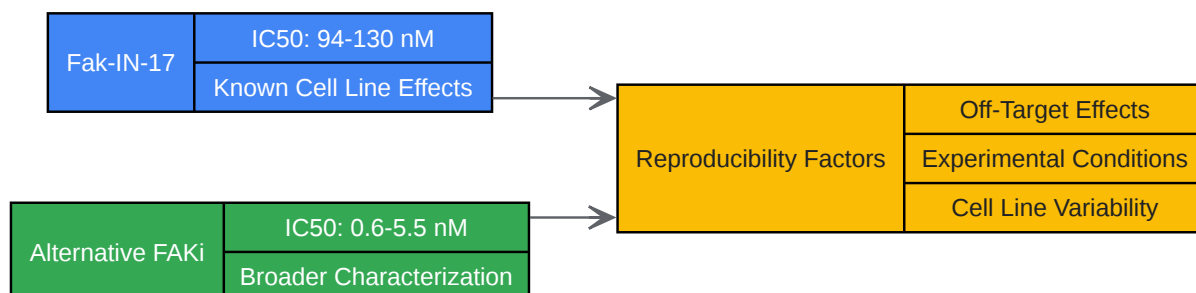 Fak-IN-17
IC50: 94-130 nM
Known Cell Line Effects
Alternative FAKi
IC50: 0.6-5.5 nM
Broader Characterization
Reproducibility Factors
Off-Target Effects
Experimental Conditions
Cell Line Variability